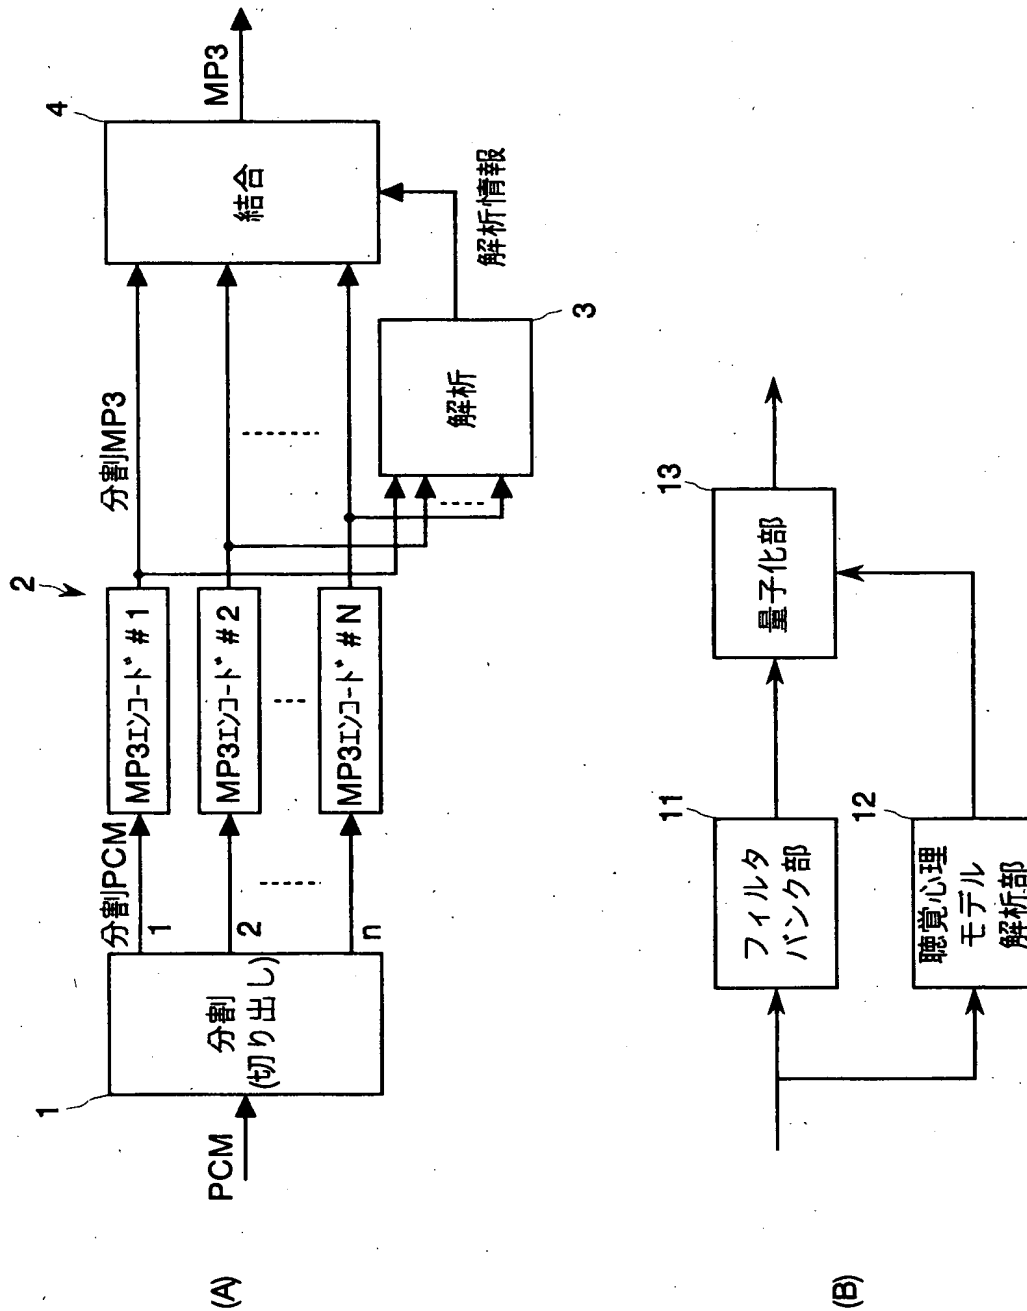 (A)
PCM
1
分割
(切り出し)
分割PCM
1
2
n
2
MP3エンコード #1
MP3エンコード #2
MP3エンコード #N
分割MP3
解析
3
解析情報
4
結合
MP3
(B)
11
フィルタ
バンク部
12
聴覚心理
モデル
解析部
13
量子化部